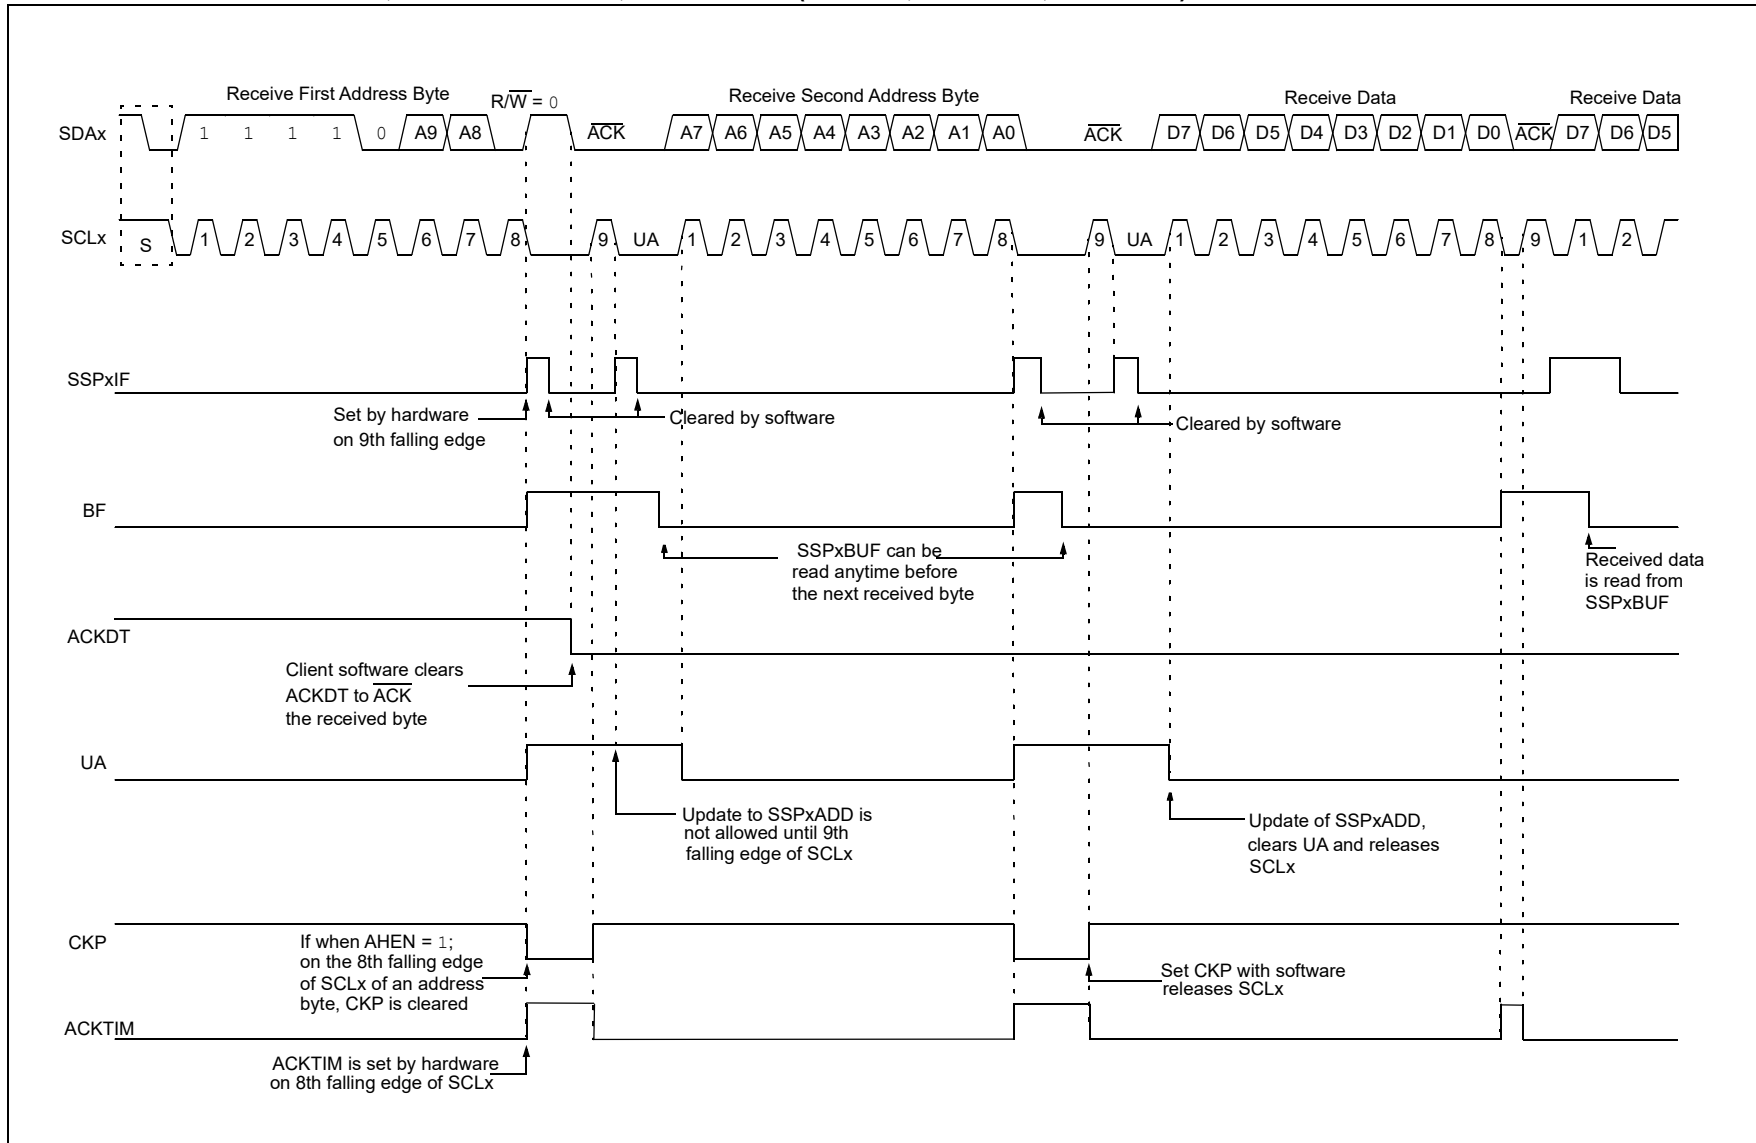 Receive First Address Byte
R/W = 0
Receive Second Address Byte
Receive Data
Receive Data
SDAx
1 1 1 1 0 A9 A8 ACK A7 A6 A5 A4 A3 A2 A1 A0 ACK D7 D6 D5 D4 D3 D2 D1 D0 ACK D7 D6 D5
SCLx
S 1 2 3 4 5 6 7 8 9 UA 1 2 3 4 5 6 7 8 9 UA 1 2 3 4 5 6 7 8 9 1 2
SSPxIF
Set by hardware
on 9th falling edge
Cleared by software
Cleared by software
BF
SSPxBUF can be
read anytime before
the next received byte
Received data
is read from
SSPxBUF
ACKDT
Client software clears
ACKDT to ACK
the received byte
UA
Update to SSPxADD is
not allowed until 9th
falling edge of SCLx
Update of SSPxADD,
clears UA and releases
SCLx
CKP
If when AHEN = 1;
on the 8th falling edge
of SCLx of an address
byte, CKP is cleared
Set CKP with software
releases SCLx
ACKTIM
ACKTIM is set by hardware
on 8th falling edge of SCLx